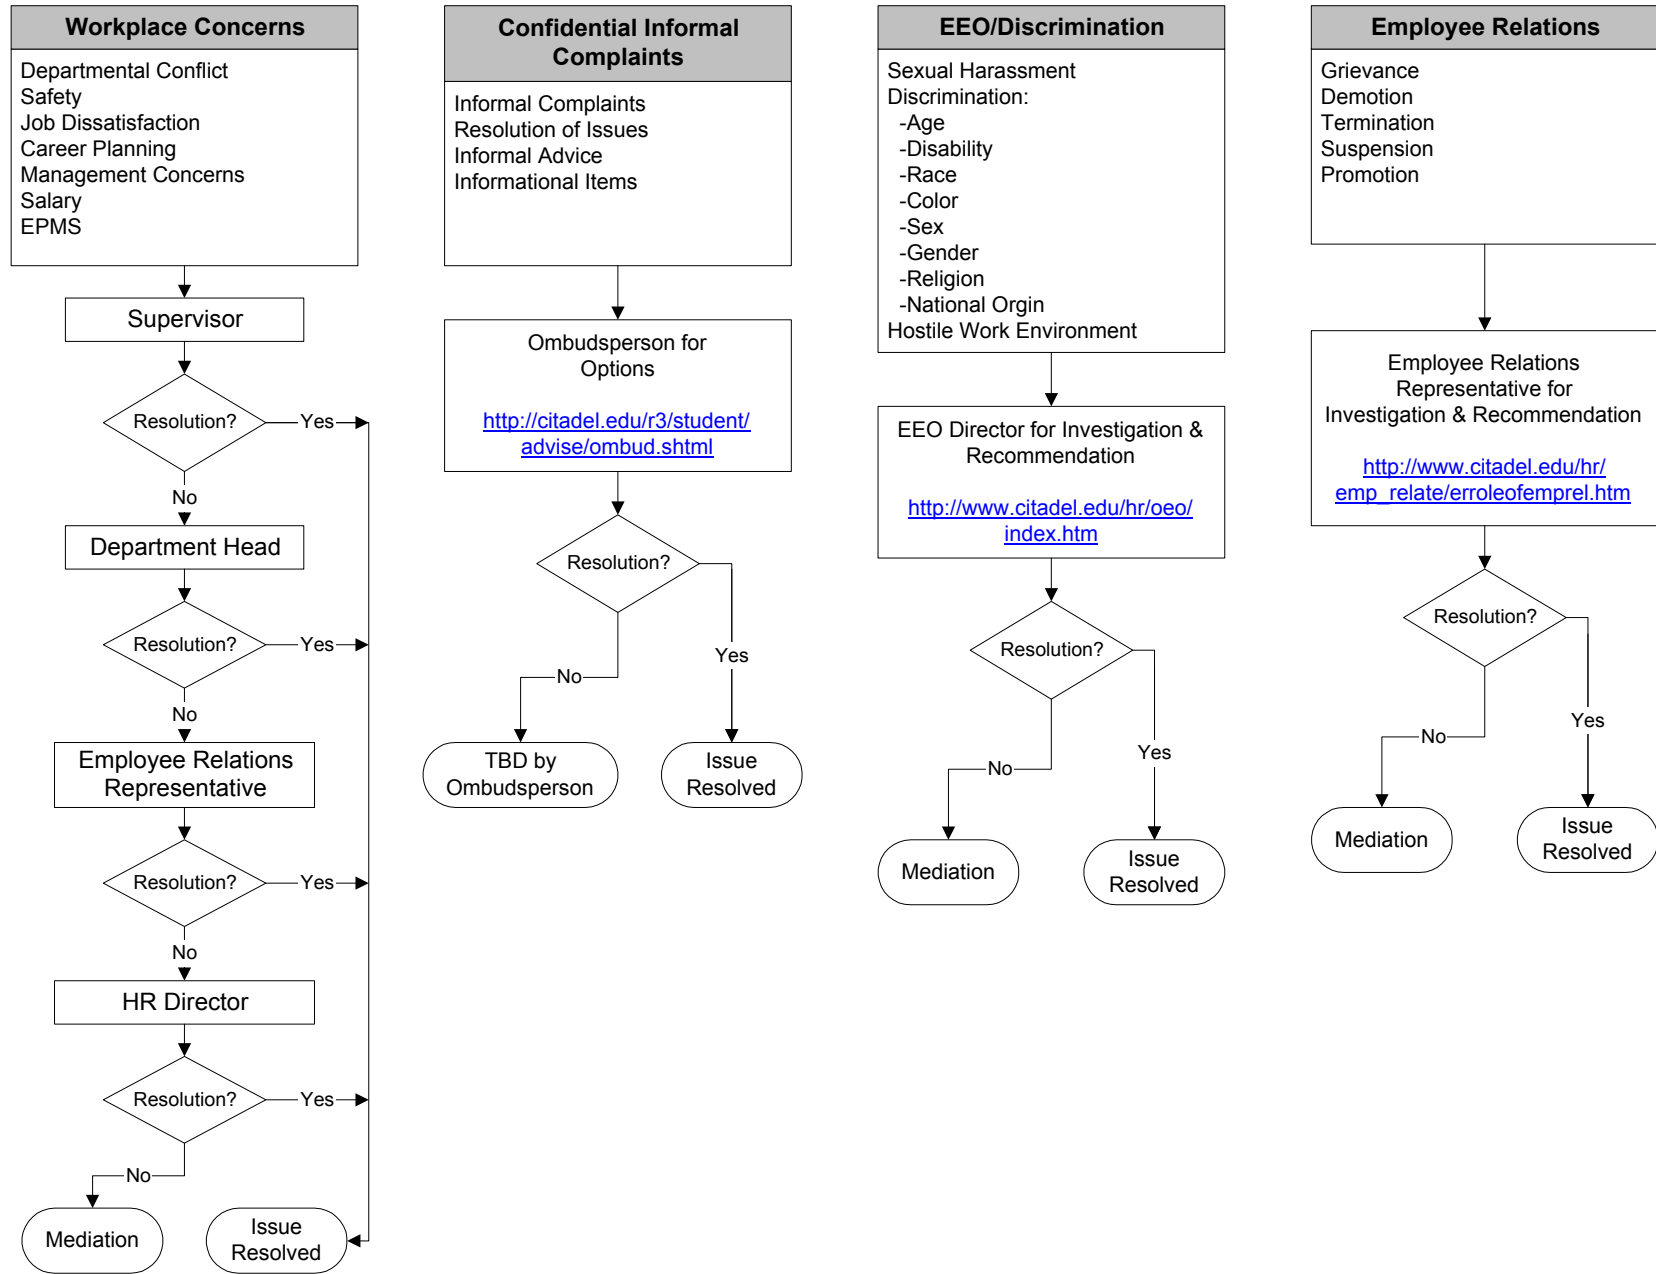 Workplace Concerns
Departmental Conflict
Safety
Job Dissatisfaction
Career Planning
Management Concerns
Salary
EPMS
Supervisor
Resolution?
Yes
No
Department Head
Resolution?
Yes
No
Employee Relations
Representative
Resolution?
Yes
No
HR Director
Resolution?
Yes
No
Mediation
Issue
Resolved
Confidential Informal
Complaints
Informal Complaints
Resolution of Issues
Informal Advice
Informational Items
Ombudsperson for
Options
http://citadel.edu/r3/student/
advise/ombud.shtml
Resolution?
Yes
No
TBD by
Ombudsperson
Issue
Resolved
EEO/Discrimination
Sexual Harassment
Discrimination:
-Age
-Disability
-Race
-Color
-Sex
-Gender
-Religion
-National Orgin
Hostile Work Environment
EEO Director for Investigation &
Recommendation
http://www.citadel.edu/hr/oeo/
index.htm
Resolution?
Yes
No
Mediation
Issue
Resolved
Employee Relations
Grievance
Demotion
Termination
Suspension
Promotion
Employee Relations
Representative for
Investigation & Recommendation
http://www.citadel.edu/hr/
emp_relate/erroleofemprel.htm
Resolution?
Yes
No
Mediation
Issue
Resolved